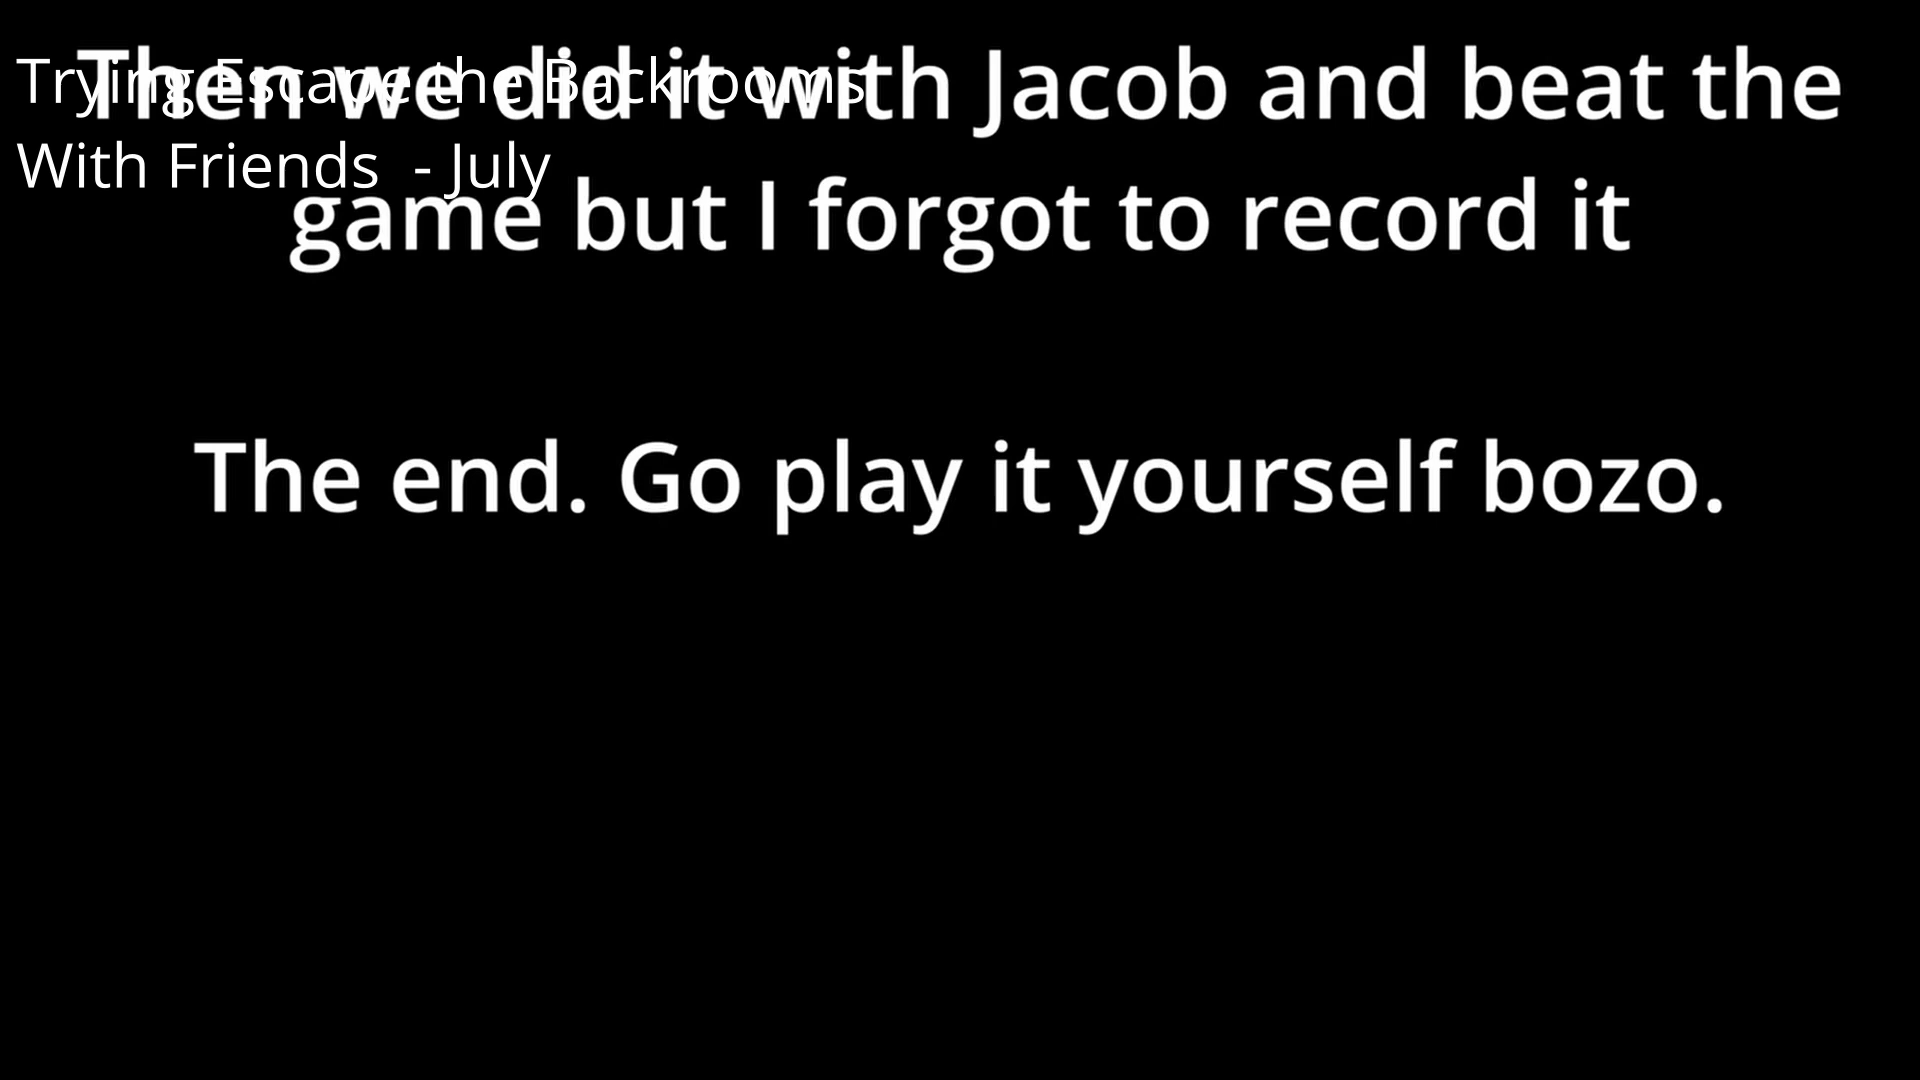 Trying Escape the Backrooms
With Friends  - July
Then we did it with Jacob and beat the
game but I forgot to record it
The end. Go play it yourself bozo.